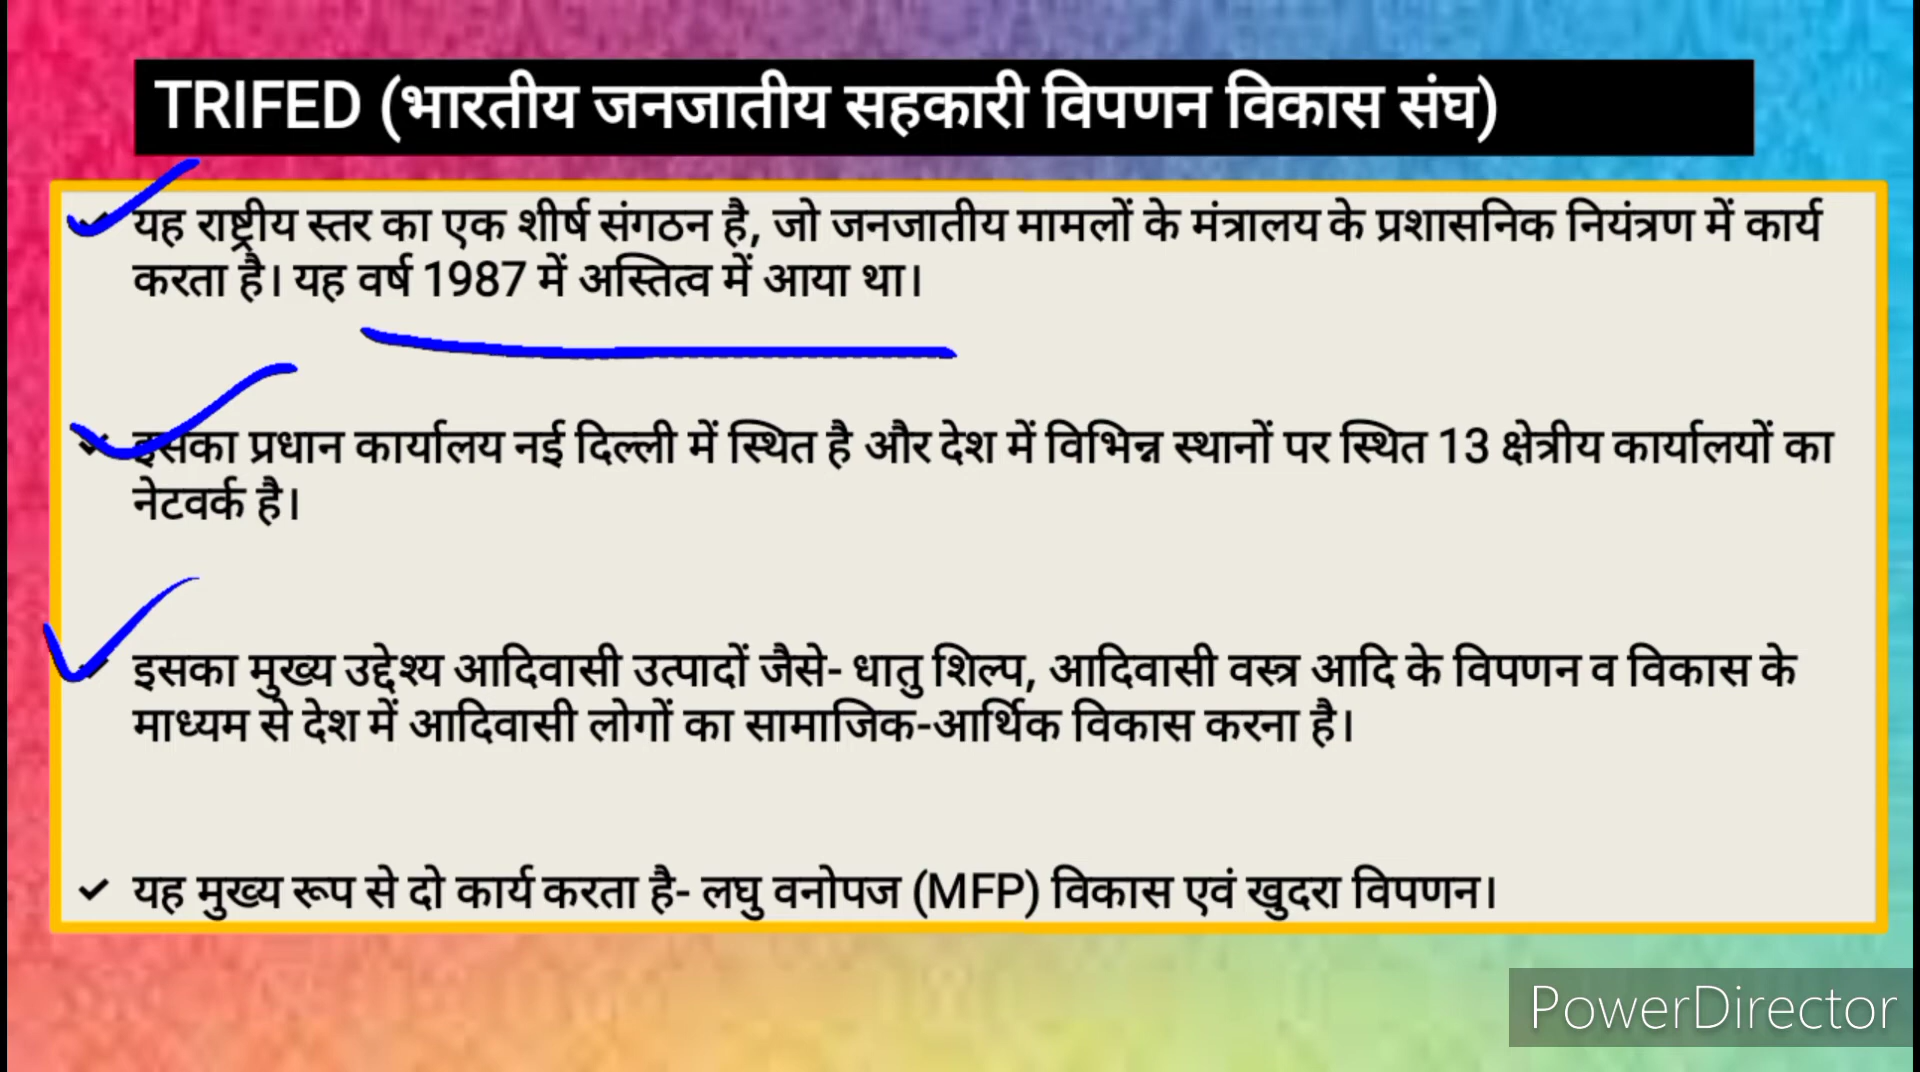 TRIFED (भारतीय जनजातीय सहकारी विपणन विकास संघ)
यह राष्ट्रीय स्तर का एक शीर्ष संगठन है, जो जनजातीय मामलों के मंत्रालय के प्रशासनिक नियंत्रण में कार्य
करता है। यह वर्ष 1987 में अस्तित्व में आया था।
इसका प्रधान कार्यालय नई दिल्ली में स्थित है और देश में विभिन्न स्थानों पर स्थित 13 क्षेत्रीय कार्यालयों का
नेटवर्क है।
इसका मुख्य उद्देश्य आदिवासी उत्पादों जैसे- धातु शिल्प, आदिवासी वस्त्र आदि के विपणन व विकास के
माध्यम से देश में आदिवासी लोगों का सामाजिक-आर्थिक विकास करना है।
यह मुख्य रूप से दो कार्य करता है- लघु वनोपज (MFP) विकास एवं खुदरा विपणन।
PowerDirector